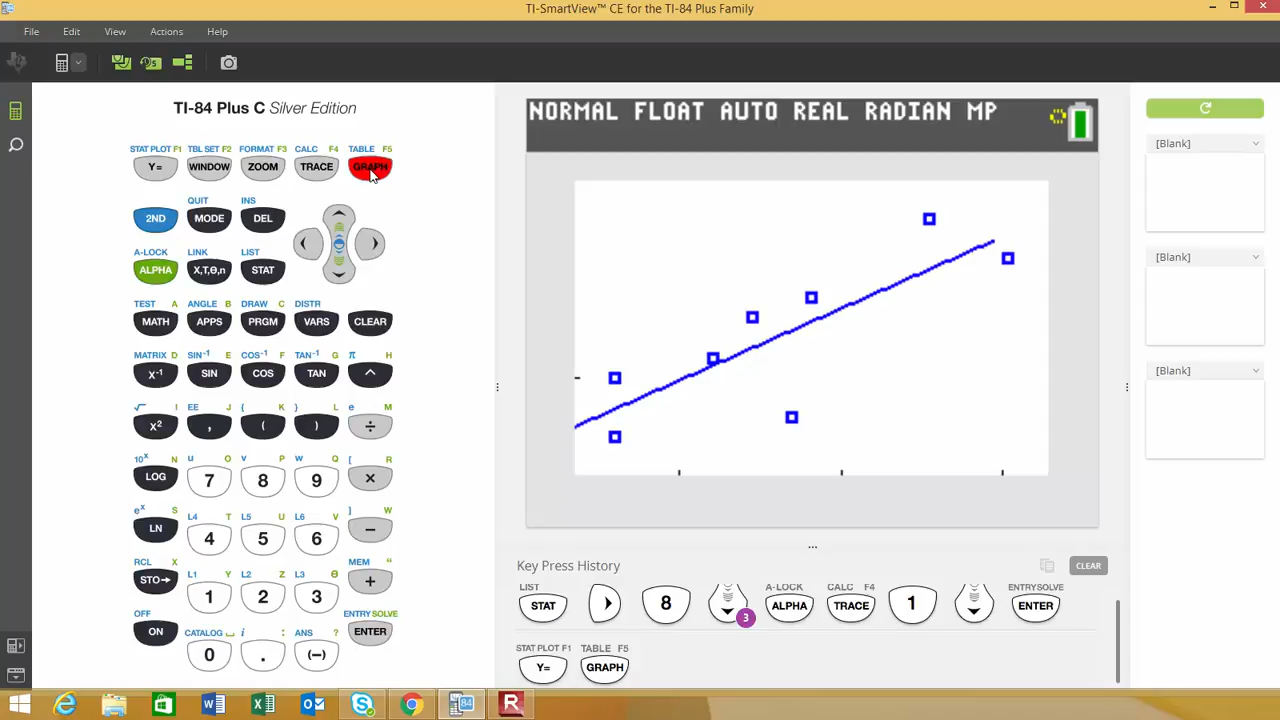 TI-SmartView™ CE for the TI-84 Plus Family
File Edit View Actions Help
TI-84 Plus C Silver Edition
STAT PLOT F1 TBL SET F2 FORMAT F3 CALC F4 TABLE F5
Y= WINDOW ZOOM TRACE GRAPH
QUIT INS
2ND MODE DEL
A-LOCK LINK LIST
ALPHA X,T,Θ,n STAT
TEST A ANGLE B DRAW C DISTR
MATH APPS PRGM VARS CLEAR
MATRIX D SIN⁻¹ E COS⁻¹ F TAN⁻¹ G π H
X⁻¹ SIN COS TAN ^
√ I EE J { K } L e M
x² , ( ) ÷
10ˣ N u O v P w Q [ R
LOG 7 8 9 ×
eˣ S L4 T L5 U L6 V ] W
LN 4 5 6 −
RCL X L1 Y L2 Z L3 Θ MEM “
STO→ 1 2 3 +
OFF CATALOG ␣ i : ANS ? ENTRY SOLVE
ON 0 . (−) ENTER
NORMAL FLOAT AUTO REAL RADIAN MP
[Blank]
[Blank]
[Blank]
Key Press History CLEAR
LIST A-LOCK CALC F4 ENTRY SOLVE
STAT 8 3 ALPHA TRACE 1 ENTER
STAT PLOT F1 TABLE F5
Y= GRAPH
84
R